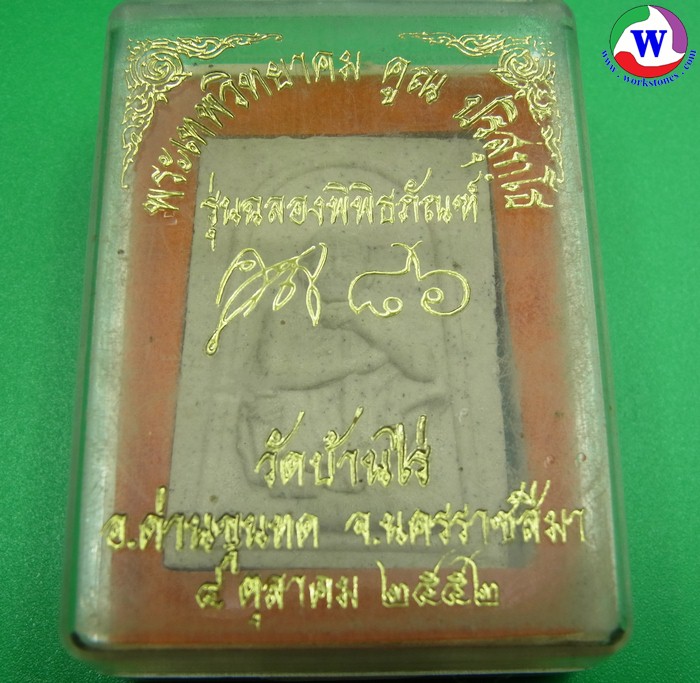 W
www.workstones.com
พระเทพวิทยาคม คูณ ปริสุทฺโธ
รุ่นฉลองพิพิธภัณฑ์
๘๖
วัดบ้านไร่
อ.ด่านขุนทด จ.นครราชสีมา
๔ ตุลาคม ๒๕๕๒